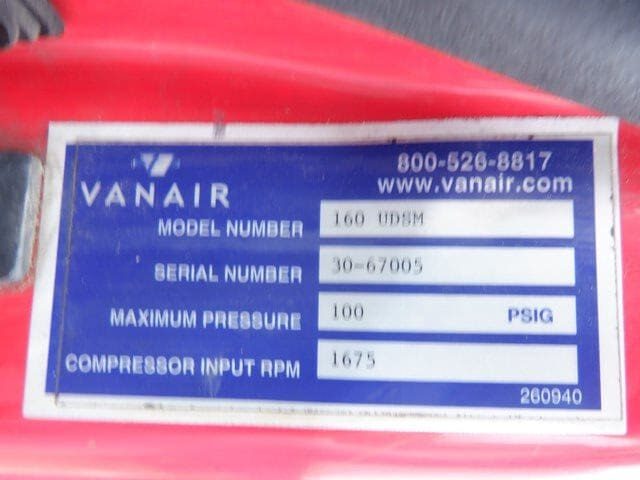 800-526-8817
VANAIR www.vanair.com
MODEL NUMBER 160 UDSM
SERIAL NUMBER 30-67005
MAXIMUM PRESSURE 100 PSIG
COMPRESSOR INPUT RPM 1675
260940